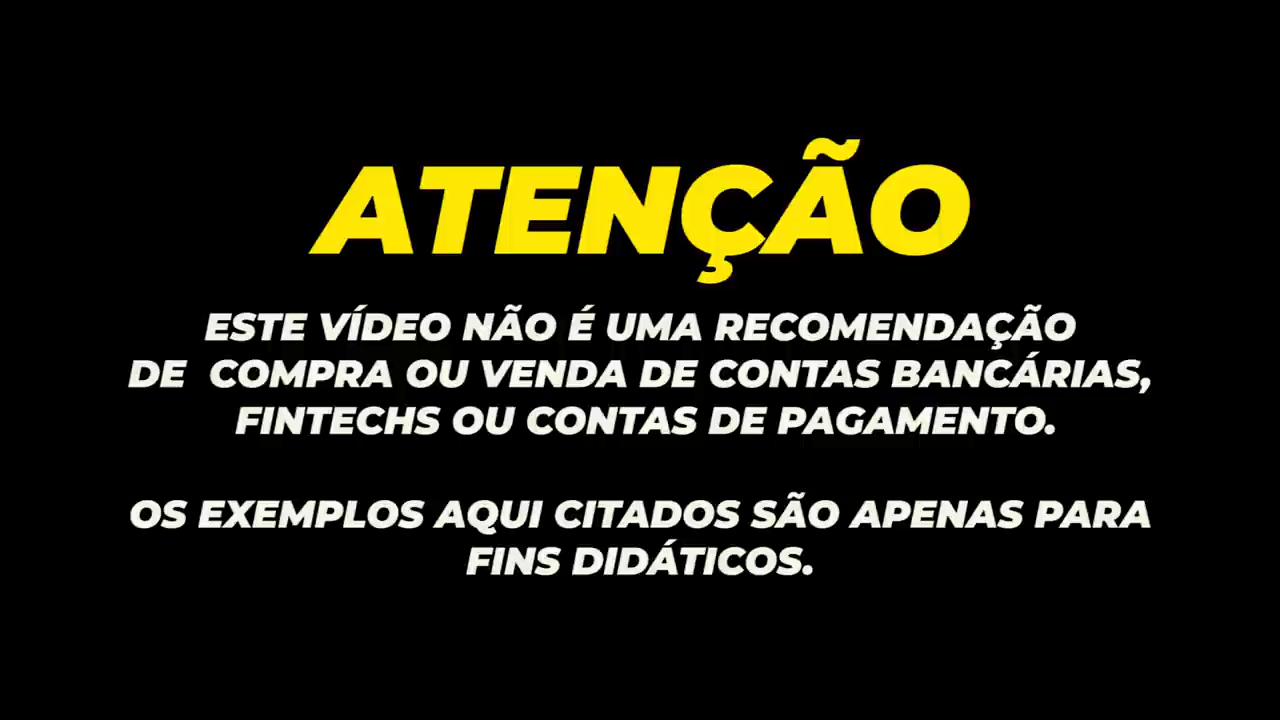 ATENÇÃO
ESTE VÍDEO NÃO É UMA RECOMENDAÇÃO
DE COMPRA OU VENDA DE CONTAS BANCÁRIAS,
FINTECHS OU CONTAS DE PAGAMENTO.
OS EXEMPLOS AQUI CITADOS SÃO APENAS PARA
FINS DIDÁTICOS.